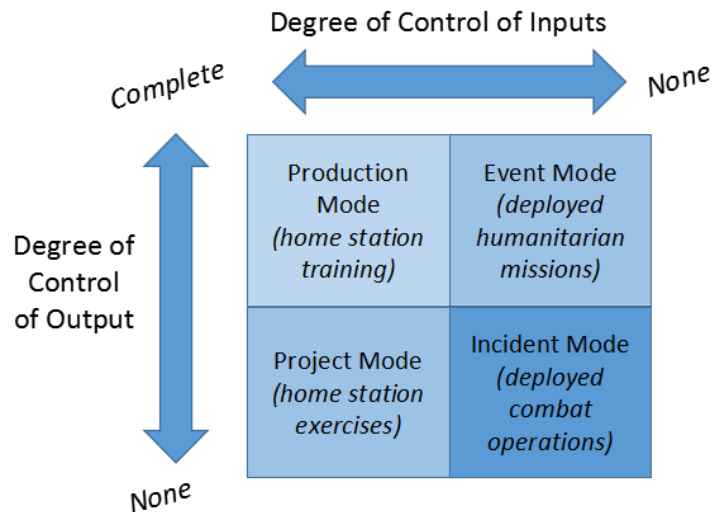 Degree of Control of Inputs
Complete
None
Production
Mode
(home station
training)
Event Mode
(deployed
humanitarian
missions)
Degree of
Control
of Output
Project Mode
(home station
exercises)
Incident Mode
(deployed
combat
operations)
None